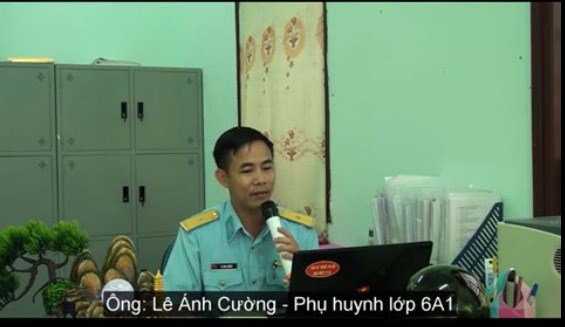 Ông: Lê Ánh Cường - Phụ huynh lớp 6A1